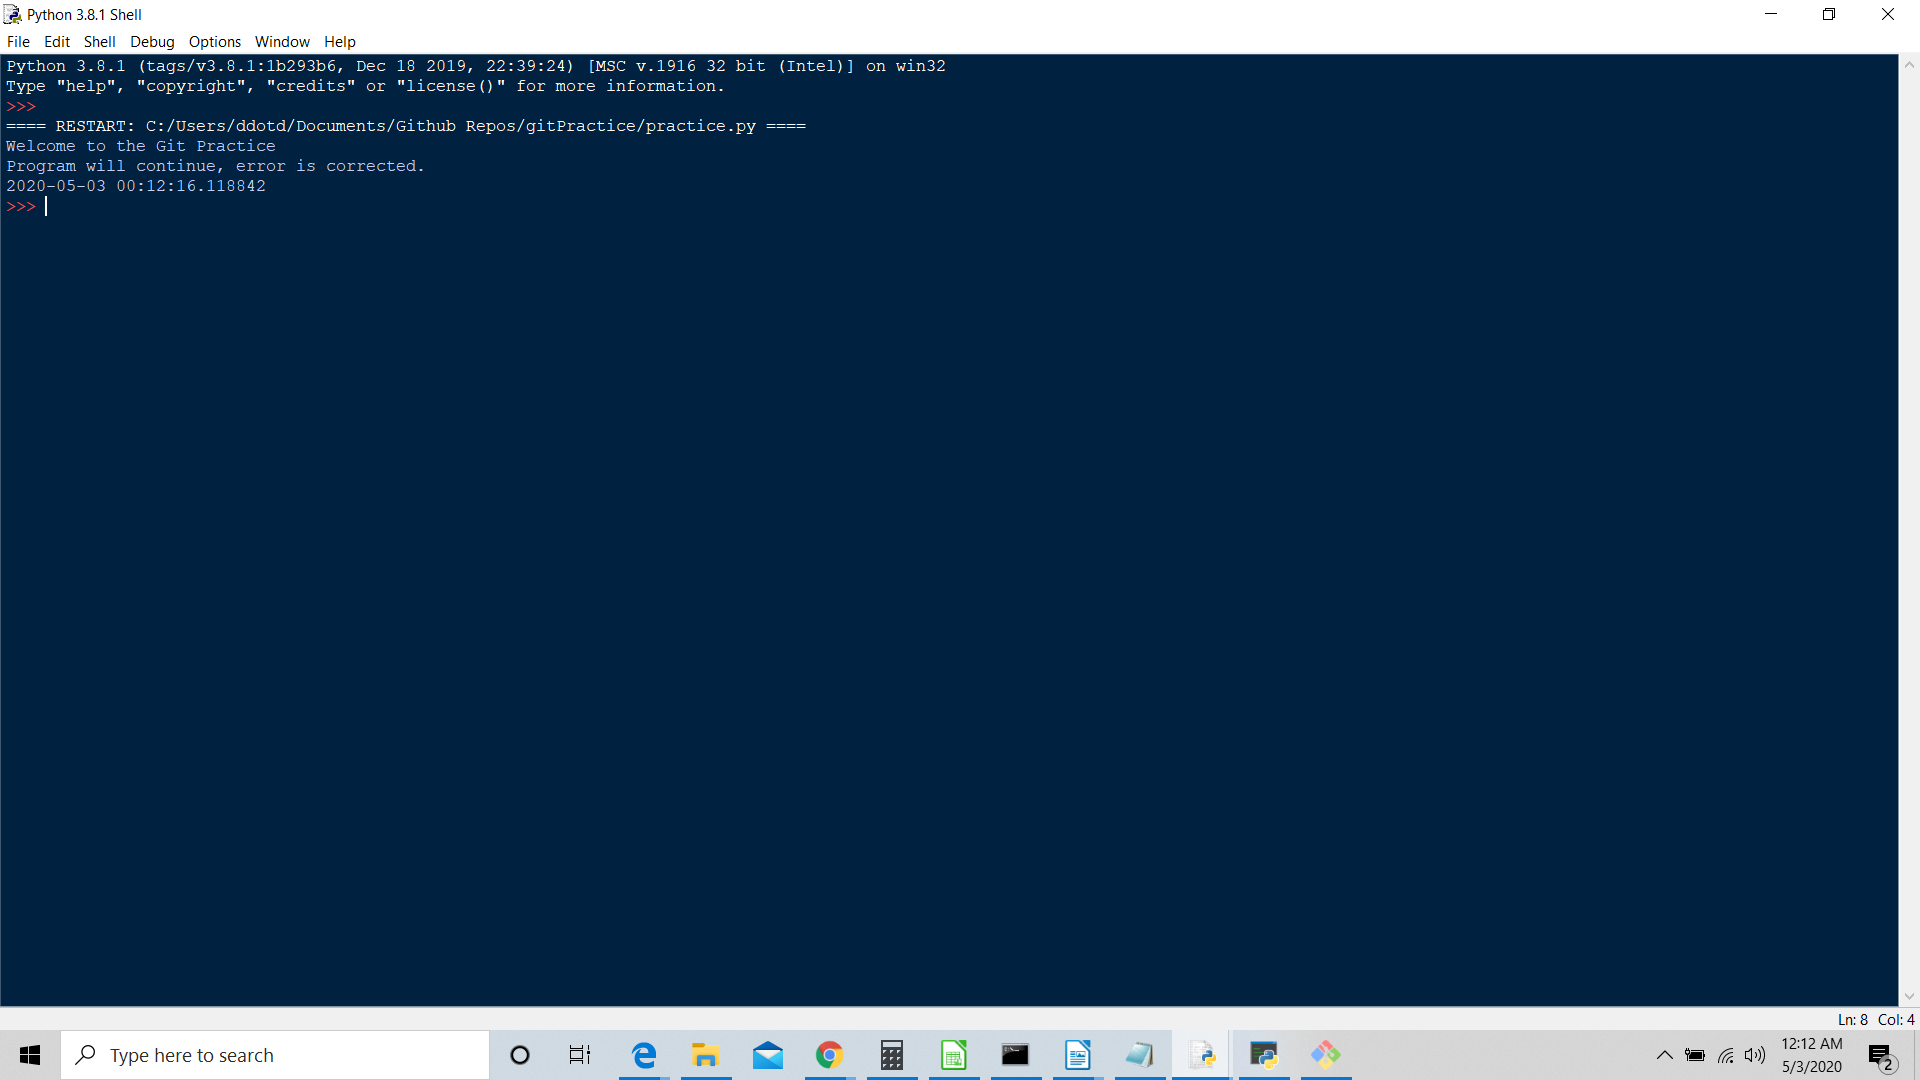 Python 3.8.1 Shell
File Edit Shell Debug Options Window Help
Python 3.8.1 (tags/v3.8.1:1b293b6, Dec 18 2019, 22:39:24) [MSC v.1916 32 bit (Intel)] on win32
Type "help", "copyright", "credits" or "license()" for more information.
>>>
==== RESTART: C:/Users/ddotd/Documents/Github Repos/gitPractice/practice.py ====
Welcome to the Git Practice
Program will continue, error is corrected.
2020-05-03 00:12:16.118842
>>>
Ln: 8 Col: 4
Type here to search
12:12 AM
5/3/2020
2